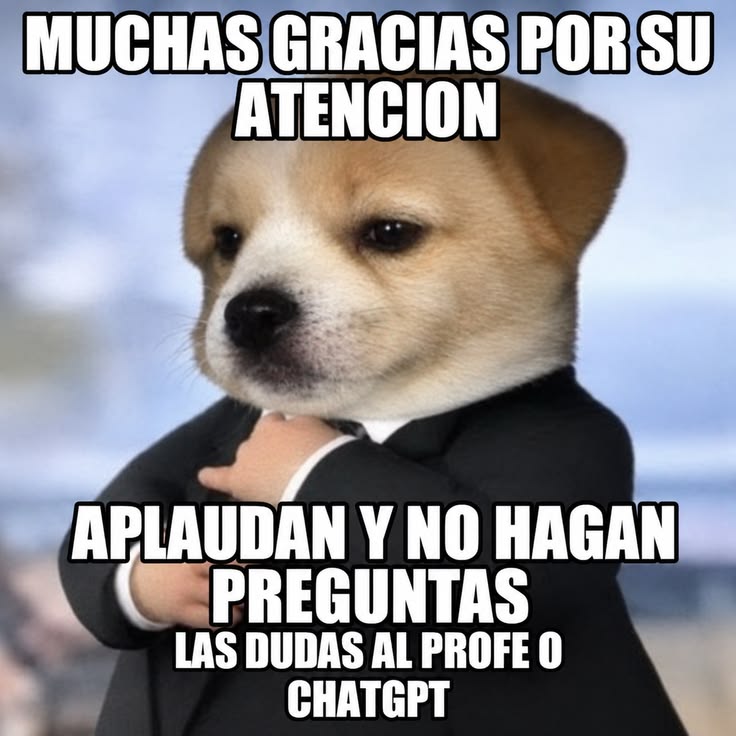 MUCHAS GRACIAS POR SU
ATENCION
APLAUDAN Y NO HAGAN
PREGUNTAS
LAS DUDAS AL PROFE O
CHATGPT